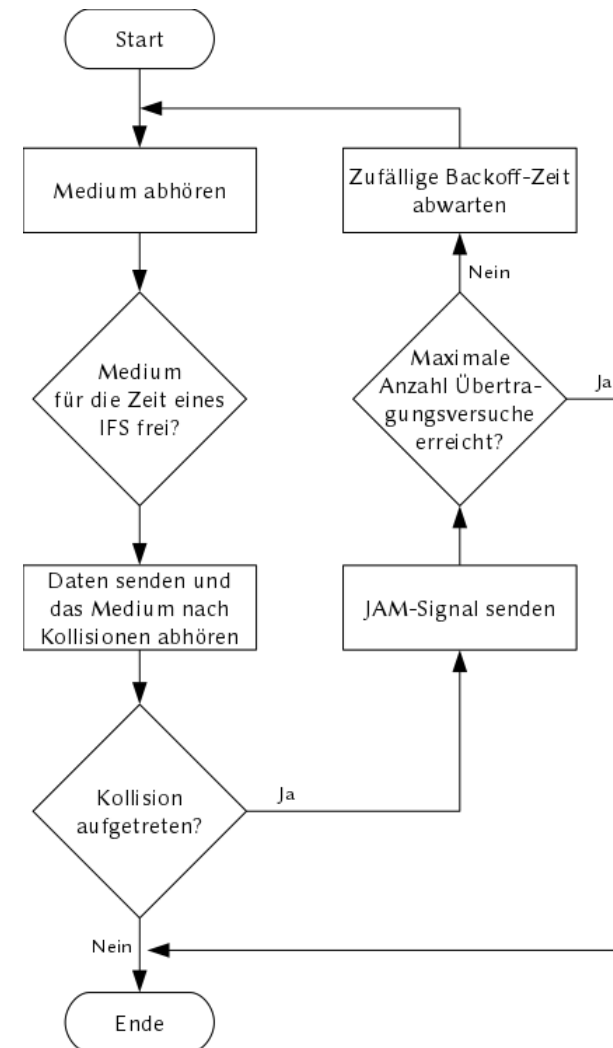 Start
Medium abhören
Medium
für die Zeit eines
IFS frei?
Daten senden und
das Medium nach
Kollisionen abhören
Kollision
aufgetreten?
Ja
Nein
Ende
JAM-Signal senden
Maximale
Anzahl Übertra-
gungsversuche
erreicht?
Ja
Nein
Zufällige Backoff-Zeit
abwarten